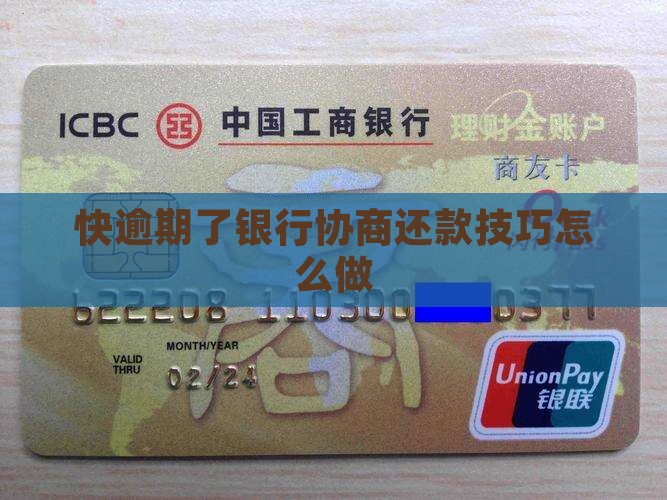 ICBC 中国工商银行 理财金账户
商友卡
快逾期了银行协商还款技巧怎
么做
622208 110300 0377
MONTH/YEAR
VALID
THRU 02/24
UnionPay
银联